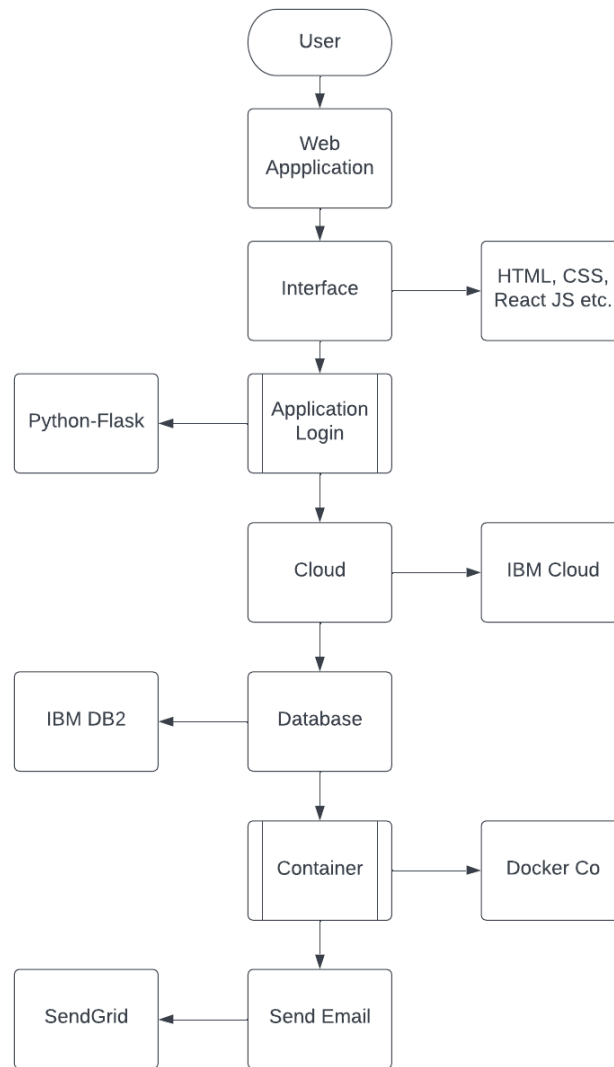 User
Web
Appplication
Interface
HTML, CSS,
React JS etc.
Python-Flask
Application
Login
Cloud
IBM Cloud
IBM DB2
Database
Container
Docker Co
SendGrid
Send Email